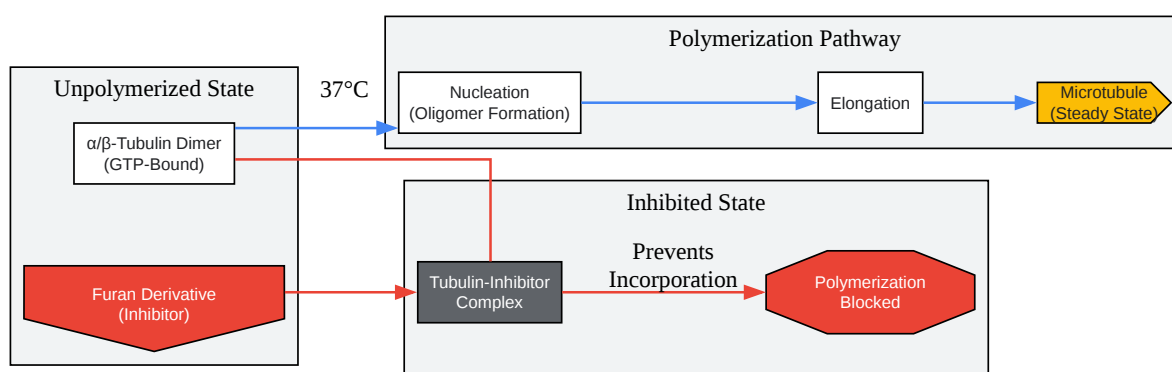 Polymerization Pathway
Unpolymerized State
37°C
Nucleation
(Oligomer Formation)
Elongation
Microtubule
(Steady State)
α/β-Tubulin Dimer
(GTP-Bound)
Inhibited State
Prevents
Incorporation
Furan Derivative
(Inhibitor)
Tubulin-Inhibitor
Complex
Polymerization
Blocked